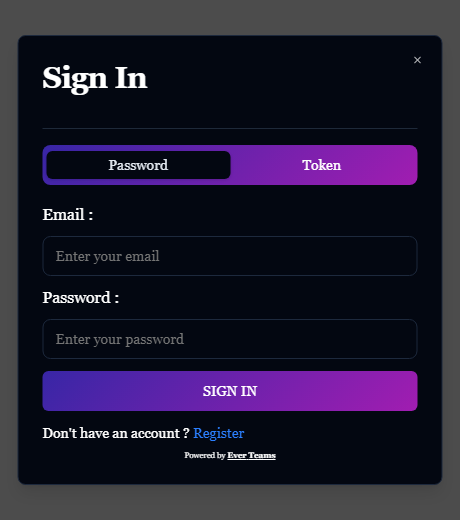 ×
Sign In
Password Token
Email :
Enter your email
Password :
Enter your password
SIGN IN
Don't have an account ? Register
Powered by Ever Teams